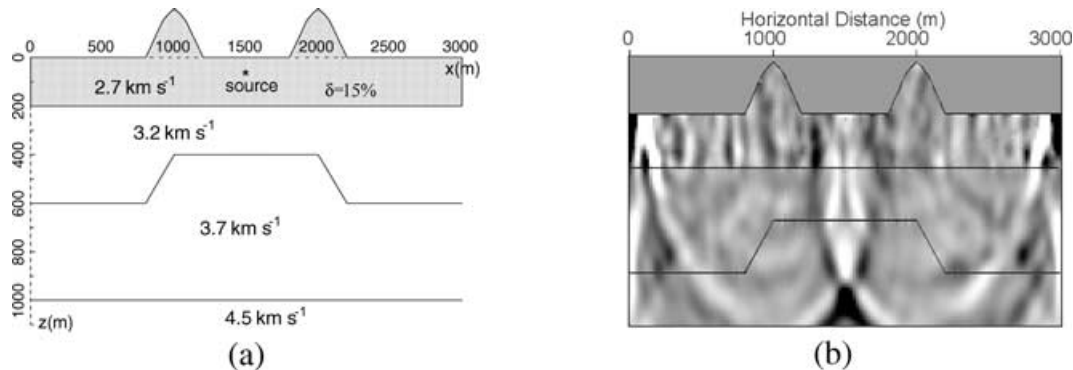 0 500 1000 1500 2000 2500 3000
x(m)
0
200
400
600
800
1000
z(m)
2.7 km s⁻¹
*
source
δ=15%
3.2 km s⁻¹
3.7 km s⁻¹
4.5 km s⁻¹
(a)
Horizontal Distance (m)
0 1000 2000 3000
(b)